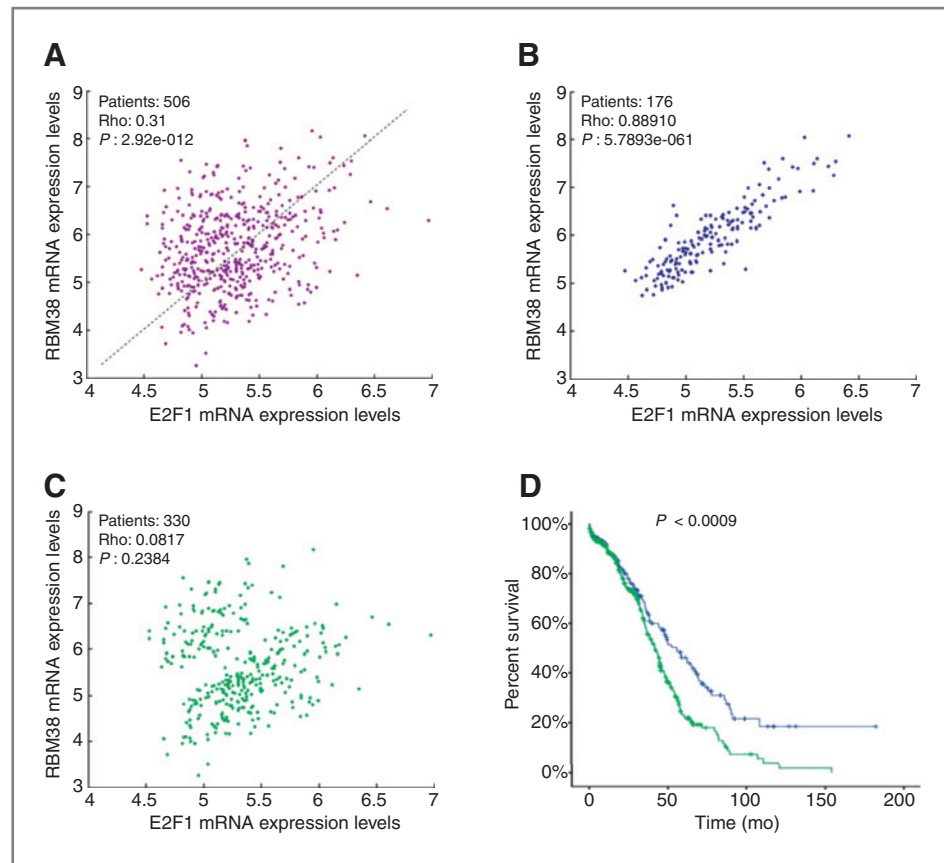 A
Patients: 506
Rho: 0.31
P : 2.92e-012
RBM38 mRNA expression levels
9
8
7
6
5
4
3
4 4.5 5 5.5 6 6.5 7
E2F1 mRNA expression levels
B
Patients: 176
Rho: 0.88910
P : 5.7893e-061
RBM38 mRNA expression levels
9
8
7
6
5
4
3
4 4.5 5 5.5 6 6.5 7
E2F1 mRNA expression levels
C
Patients: 330
Rho: 0.0817
P : 0.2384
RBM38 mRNA expression levels
9
8
7
6
5
4
3
4 4.5 5 5.5 6 6.5 7
E2F1 mRNA expression levels
D
P < 0.0009
Percent survival
100%
80%
60%
40%
20%
0%
0 50 100 150 200
Time (mo)